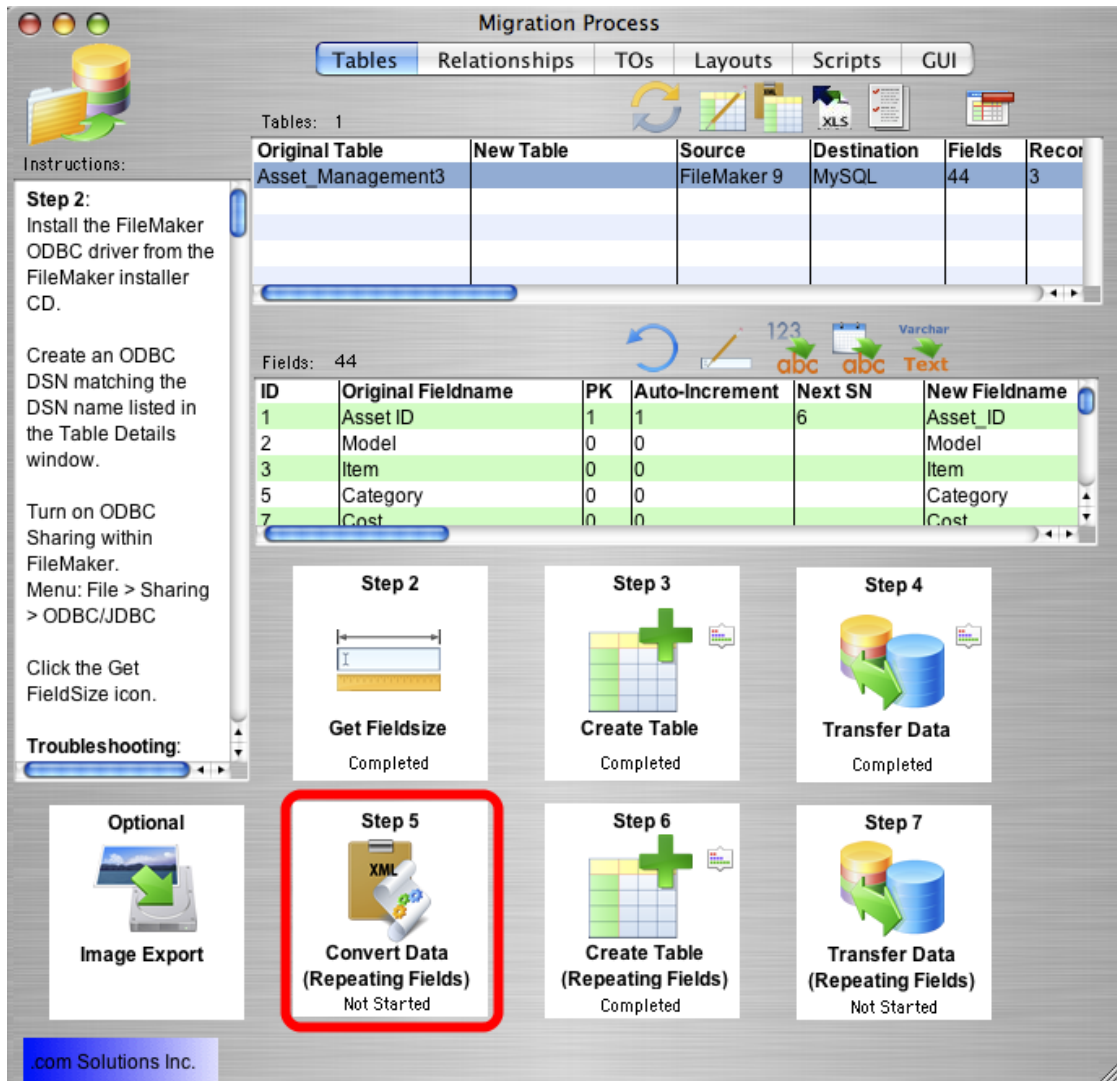 Migration Process
Tables Relationships TOs Layouts Scripts GUI
XLS
Tables: 1
Original Table New Table Source Destination Fields Recor
Asset_Management3 FileMaker 9 MySQL 44 3
Instructions:
Step 2:
Install the FileMaker
ODBC driver from the
FileMaker installer
CD.
Create an ODBC
DSN matching the
DSN name listed in
the Table Details
window.
Turn on ODBC
Sharing within
FileMaker.
Menu: File > Sharing
> ODBC/JDBC
Click the Get
FieldSize icon.
Troubleshooting:
123 abc
abc
Varchar Text
Fields: 44
ID Original Fieldname PK Auto-Increment Next SN New Fieldname
1 Asset ID 1 1 6 Asset_ID
2 Model 0 0 Model
3 Item 0 0 Item
5 Category 0 0 Category
7 Cost 0 0 Cost
Step 2
Get Fieldsize
Completed
Step 3
Create Table
Completed
Step 4
Transfer Data
Completed
Optional
Image Export
Step 5
XML
Convert Data
(Repeating Fields)
Not Started
Step 6
Create Table
(Repeating Fields)
Completed
Step 7
Transfer Data
(Repeating Fields)
Not Started
.com Solutions Inc.